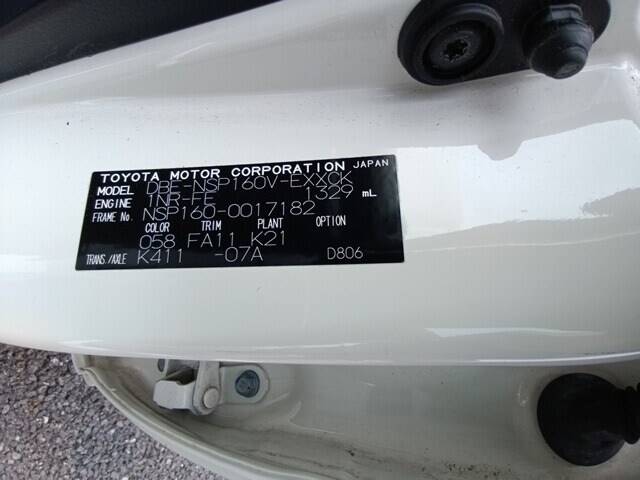 TOYOTA MOTOR CORPORATION JAPAN
MODEL DBE-NSP160V-EXXCK
ENGINE 1NR-FE 1329 mL
FRAME No. NSP160-0017182
COLOR TRIM PLANT OPTION
058 FA11 K21
TRANS./AXLE K411 -07A D806